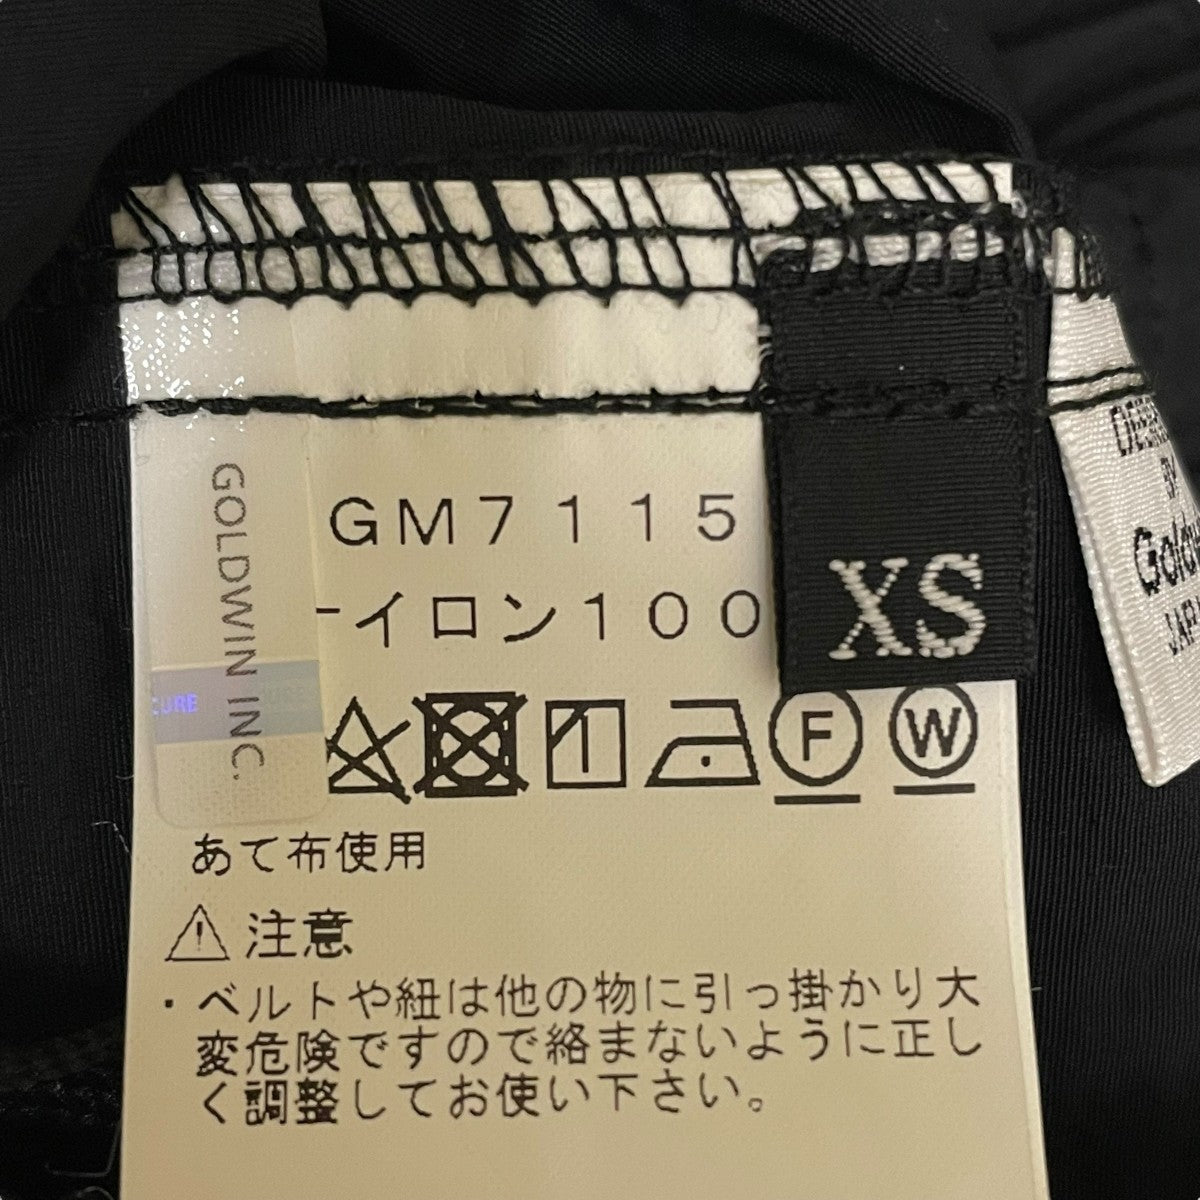 GM7115
イロン100
XS
GOLDWIN INC.
CURE
F
W
あて布使用
注意
・ベルトや紐は他の物に引っ掛かり大
変危険ですので絡まないように正し
く調整してお使い下さい。
BY